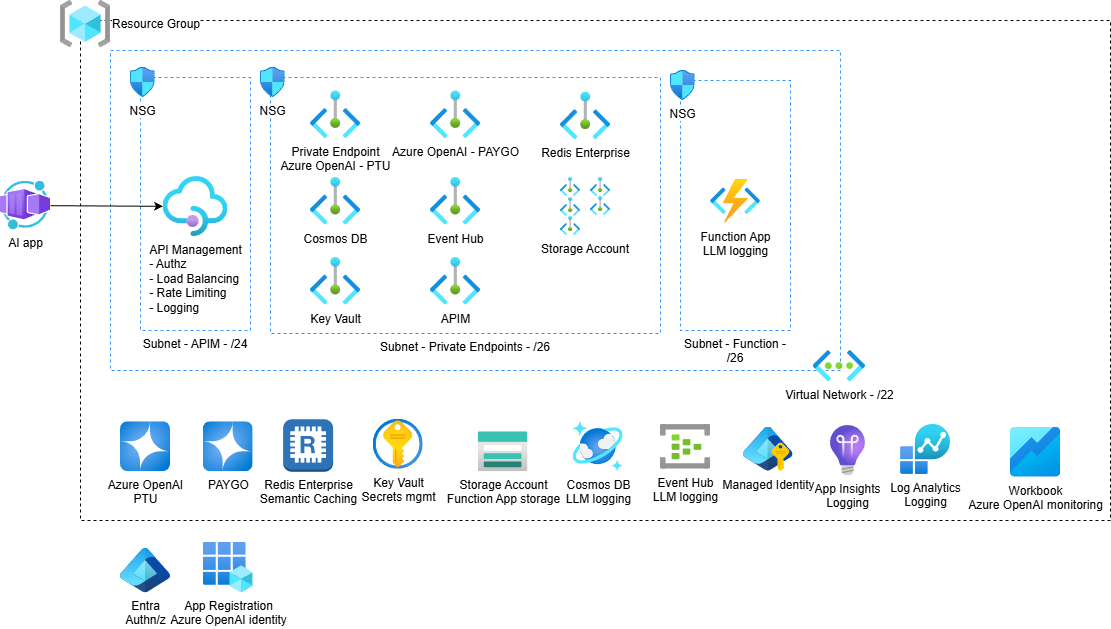 Resource Group
NSG
NSG
NSG
Private Endpoint
Azure OpenAI - PTU
Azure OpenAI - PAYGO
Redis Enterprise
AI app
API Management
- Authz
- Load Balancing
- Rate Limiting
- Logging
Cosmos DB
Event Hub
Storage Account
Function App
LLM logging
Key Vault
APIM
Subnet - APIM - /24
Subnet - Private Endpoints - /26
Subnet - Function -
/26
Virtual Network - /22
Azure OpenAI
PTU
PAYGO
R
Redis Enterprise
Semantic Caching
Key Vault
Secrets mgmt
Storage Account
Function App storage
Cosmos DB
LLM logging
Event Hub
LLM logging
Managed Identity
App Insights
Logging
Log Analytics
Logging
Workbook
Azure OpenAI monitoring
Entra
Authn/z
App Registration
Azure OpenAI identity